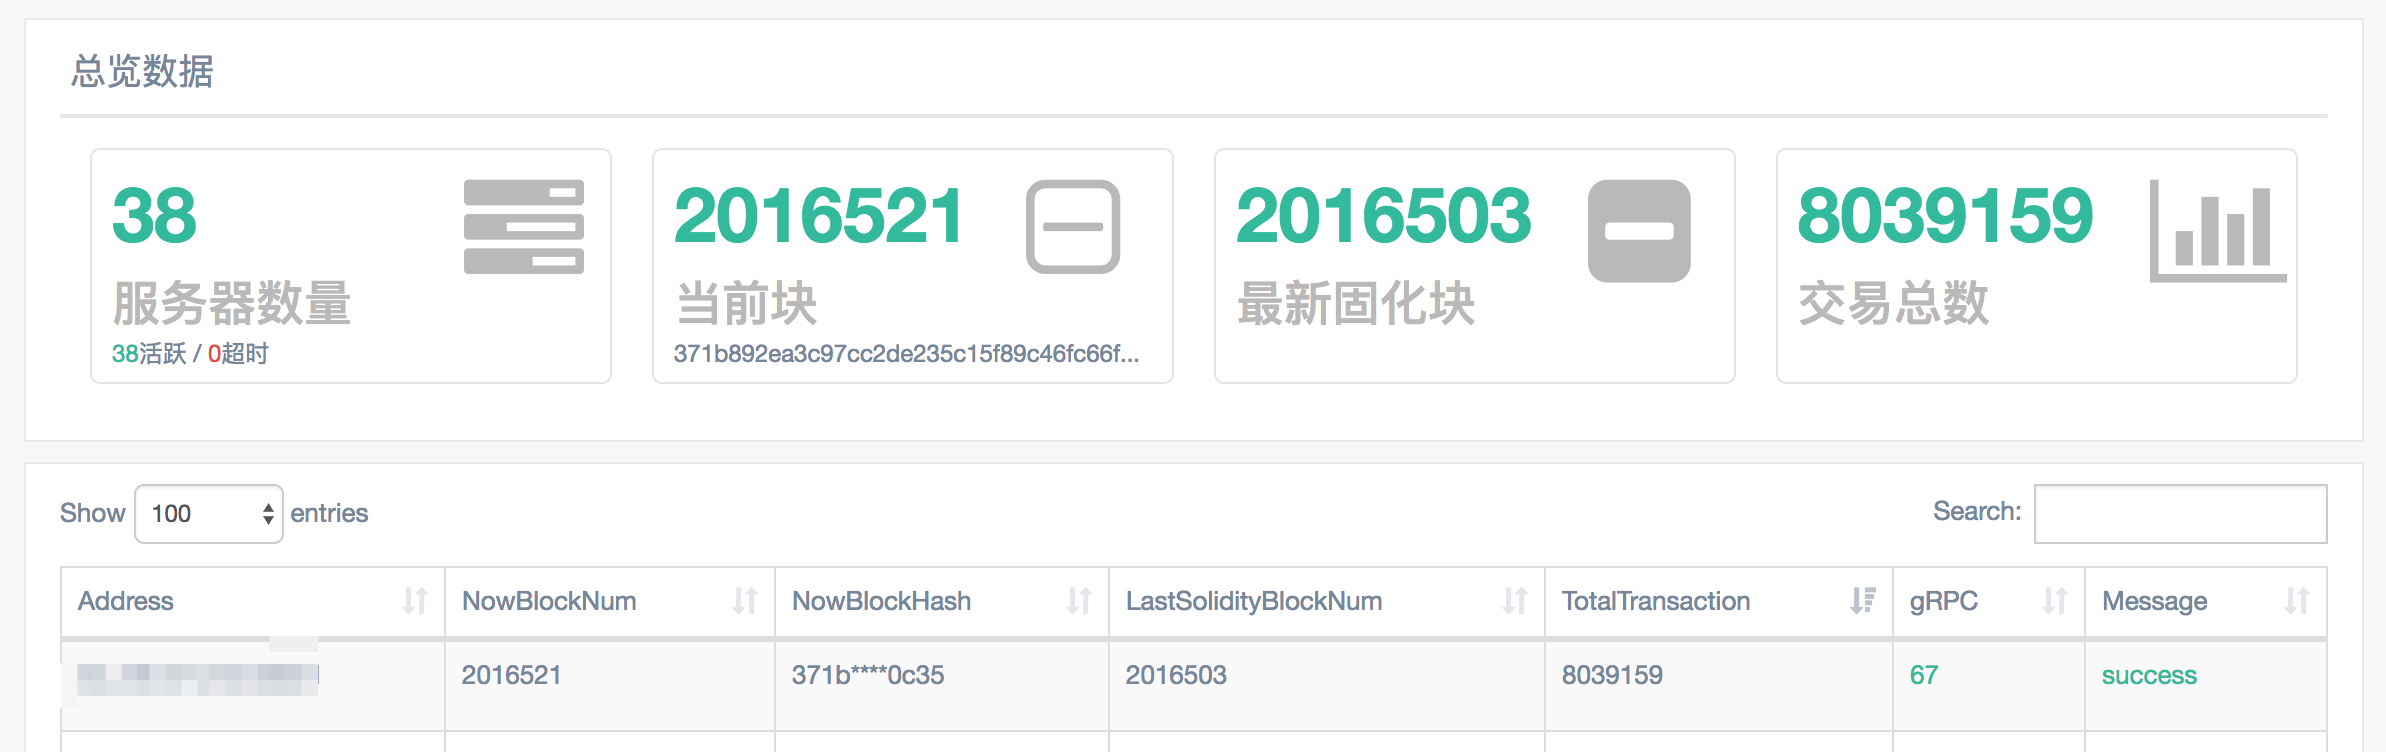 总览数据
38
服务器数量
38活跃 / 0超时
2016521
当前块
371b892ea3c97cc2de235c15f89c46fc66f...
2016503
最新固化块
8039159
交易总数
Show 100 entries
Search:
Address NowBlockNum NowBlockHash LastSolidityBlockNum TotalTransaction gRPC Message
2016521 371b****0c35 2016503 8039159 67 success